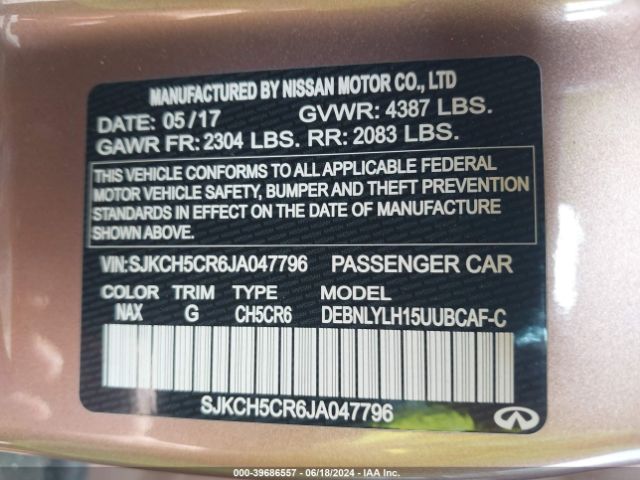 MANUFACTURED BY NISSAN MOTOR CO., LTD
DATE: 05/17 GVWR: 4387 LBS.
GAWR FR: 2304 LBS. RR: 2083 LBS.
THIS VEHICLE CONFORMS TO ALL APPLICABLE FEDERAL
MOTOR VEHICLE SAFETY, BUMPER AND THEFT PREVENTION
STANDARDS IN EFFECT ON THE DATE OF MANUFACTURE
SHOWN ABOVE.
VIN:SJKCH5CR6JA047796 PASSENGER CAR
COLOR TRIM TYPE MODEL
NAX G CH5CR6 DEBNLYLH15UUBCAF-C
SJKCH5CR6JA047796
000-39686557 - 06/18/2024 - IAA Inc.